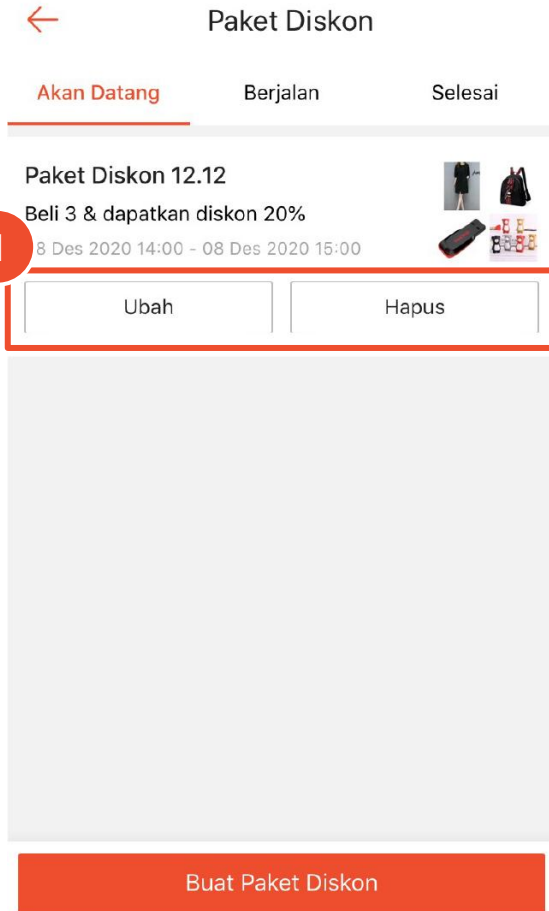 Paket Diskon
Akan Datang Berjalan Selesai
Paket Diskon 12.12
Beli 3 & dapatkan diskon 20%
8 Des 2020 14:00 - 08 Des 2020 15:00
Ubah Hapus
Buat Paket Diskon